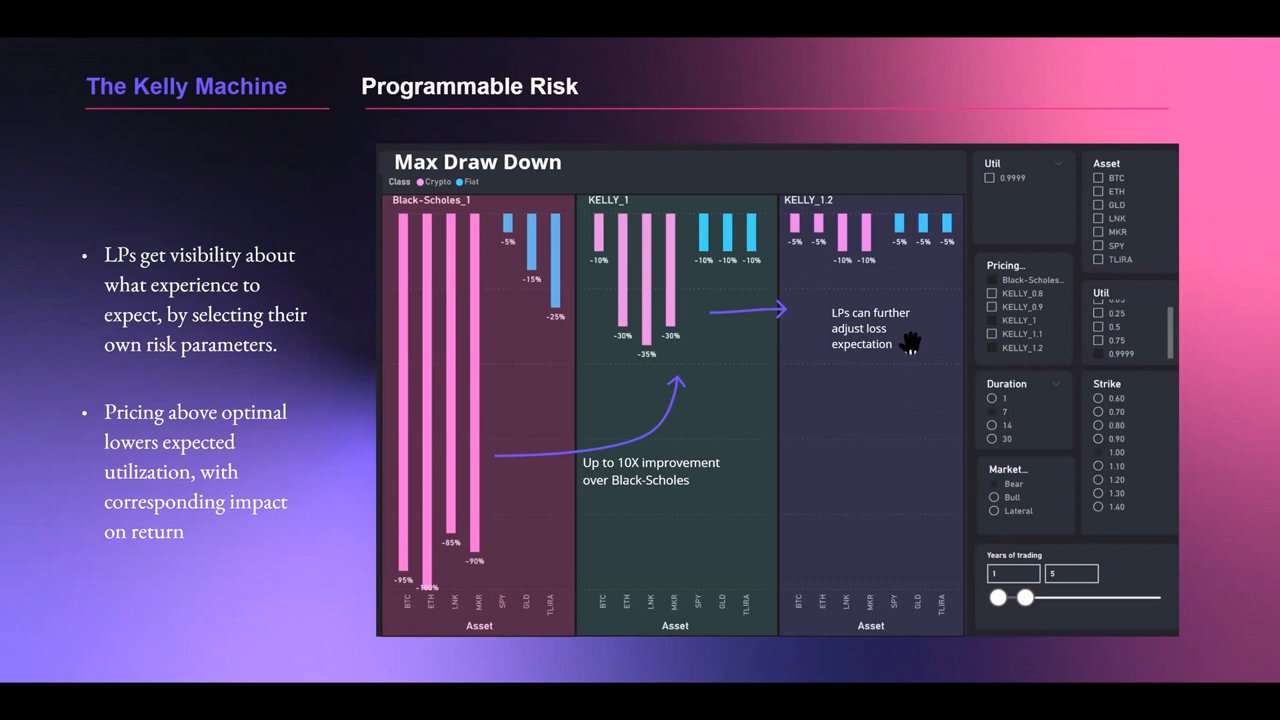 The Kelly Machine
Programmable Risk
• LPs get visibility about
what experience to
expect, by selecting their
own risk parameters.
• Pricing above optimal
lowers expected
utilization, with
corresponding impact
on return
Max Draw Down
Class Crypto Fiat
Black-Scholes_1
-95%
-100%
-85%
-90%
-5%
-15%
-25%
BTC
ETH
LNK
MKR
SPY
GLD
TLIRA
Asset
KELLY_1
-10%
-30%
-35%
-30%
-10%
-10%
-10%
Up to 10X improvement
over Black-Scholes
BTC
ETH
LNK
MKR
SPY
GLD
TLIRA
Asset
KELLY_1.2
-5%
-5%
-10%
-10%
-5%
-5%
-5%
LPs can further
adjust loss
expectation
BTC
ETH
LNK
MKR
SPY
GLD
TLIRA
Asset
Util
0.9999
Pricing...
Black-Scholes...
KELLY_0.8
KELLY_0.9
KELLY_1
KELLY_1.1
KELLY_1.2
Duration
1
7
14
30
Market...
Bear
Bull
Lateral
Asset
BTC
ETH
GLD
LNK
MKR
SPY
TLIRA
Util
0.25
0.5
0.75
0.9999
Strike
0.60
0.70
0.80
0.90
1.00
1.10
1.20
1.30
1.40
Years of trading
1
5